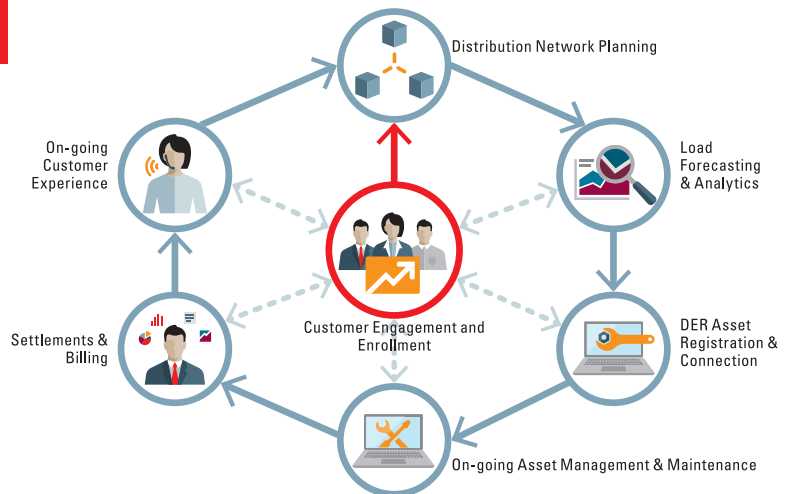 Distribution Network Planning
On-going
Customer
Experience
Load
Forecasting
& Analytics
Customer Engagement and
Enrollment
Settlements &
Billing
DER Asset
Registration &
Connection
On-going Asset Management & Maintenance